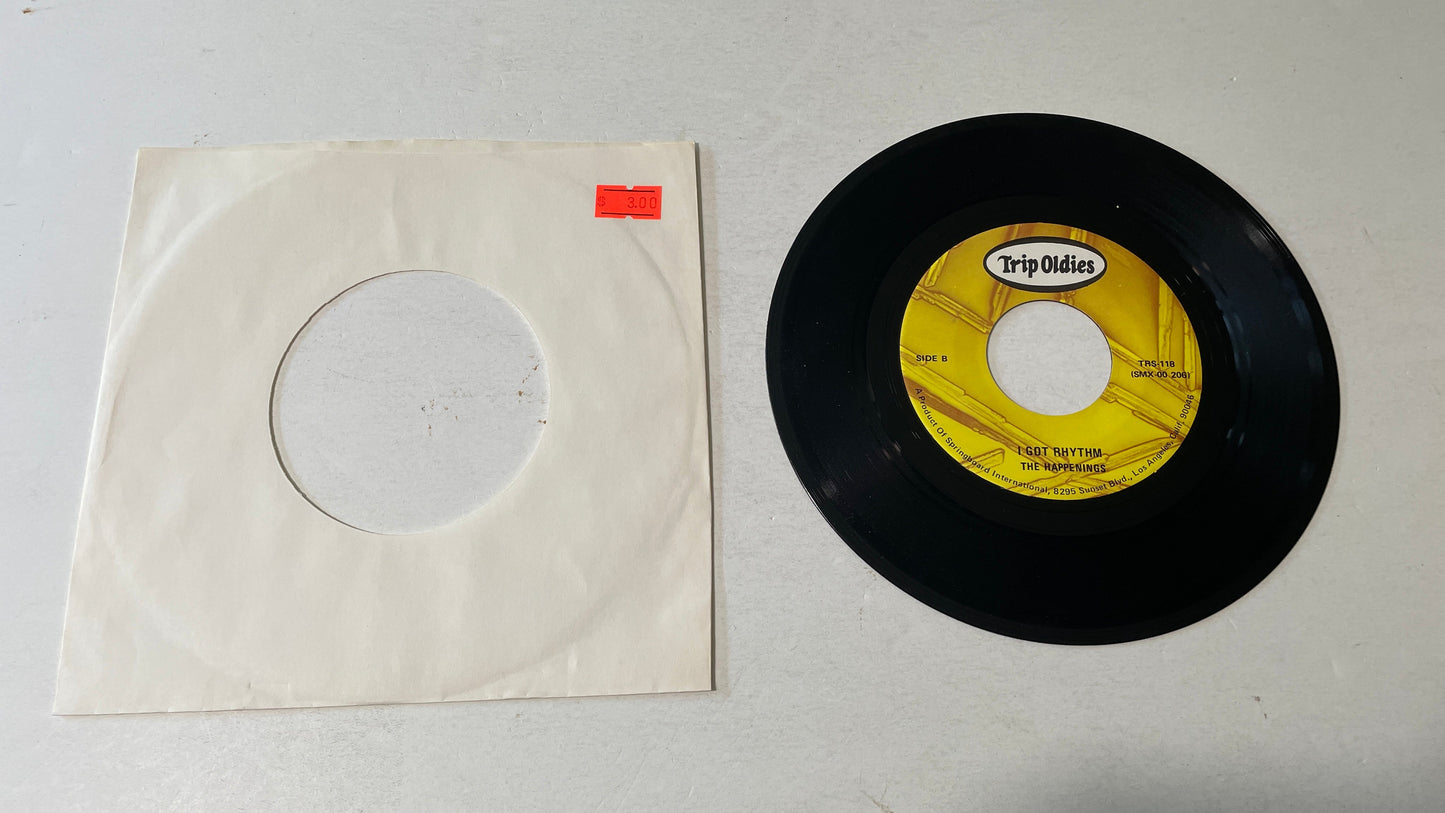 $ 3.00
Trip Oldies
SIDE B
TRS-118
(SMX-00 206)
I GOT RHYTHM
THE HAPPENINGS
A Product Of Springboard International, 8295 Sunset Blvd., Los Angeles, Calif. 90046